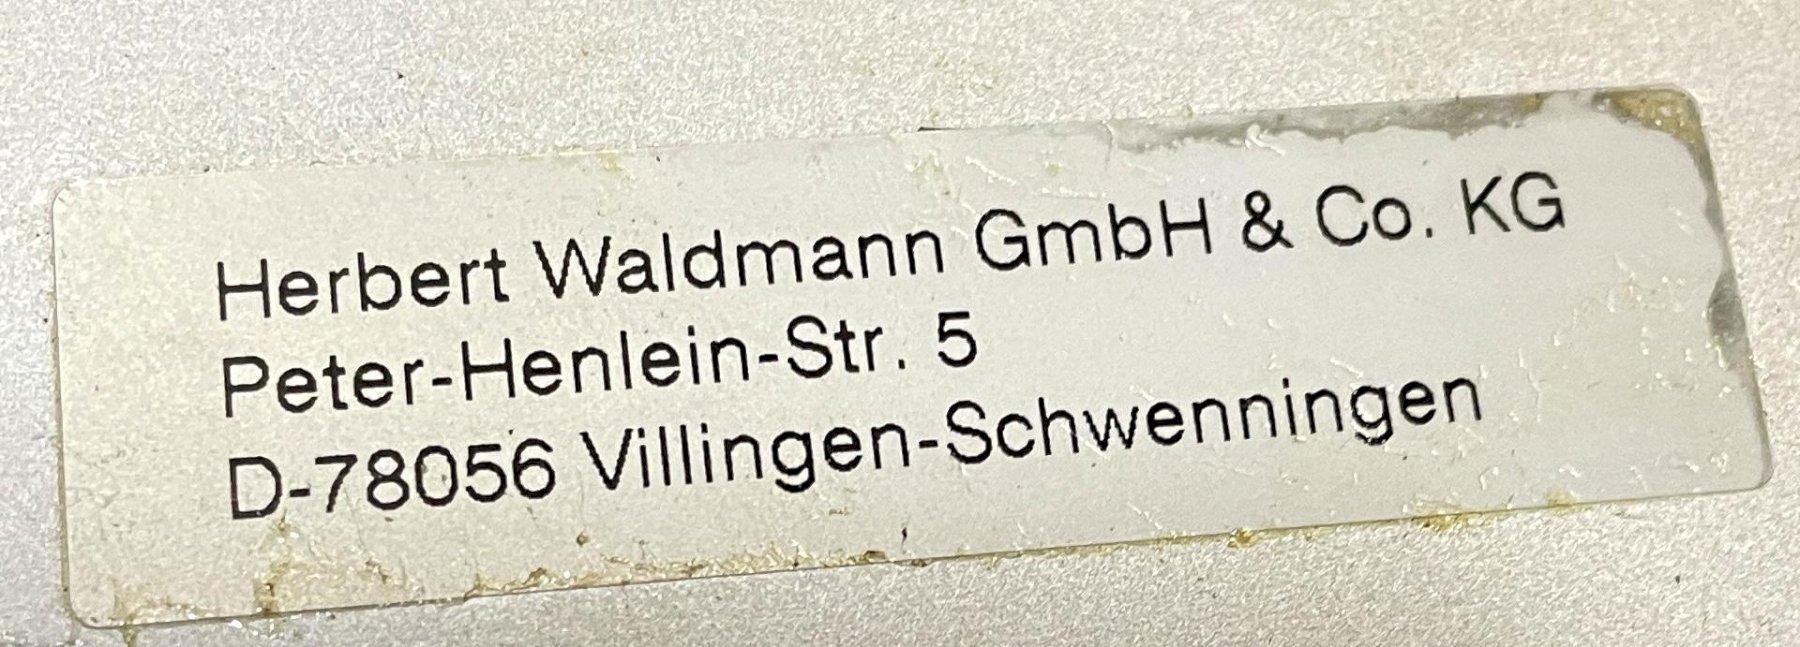 Herbert Waldmann GmbH & Co. KG
Peter-Henlein-Str. 5
D-78056 Villingen-Schwenningen